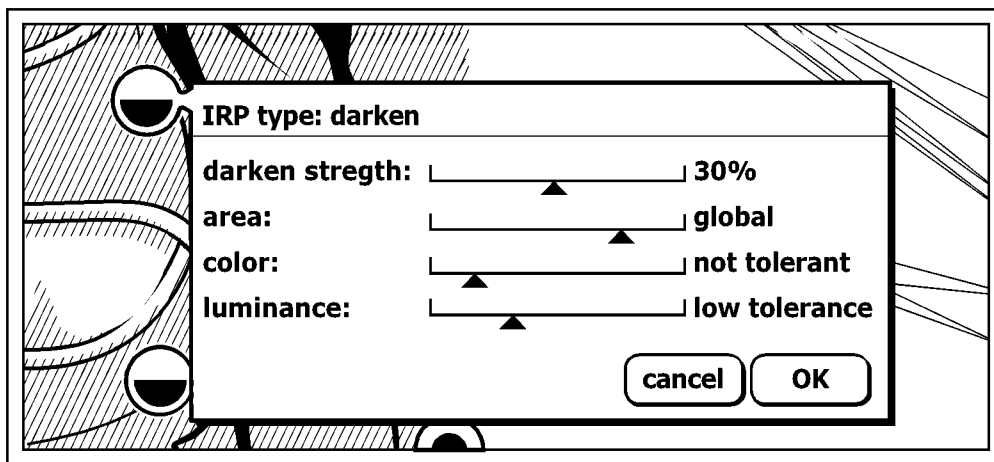 IRP type: darken
darken stregth: 30%
area: global
color: not tolerant
luminance: low tolerance
cancel OK